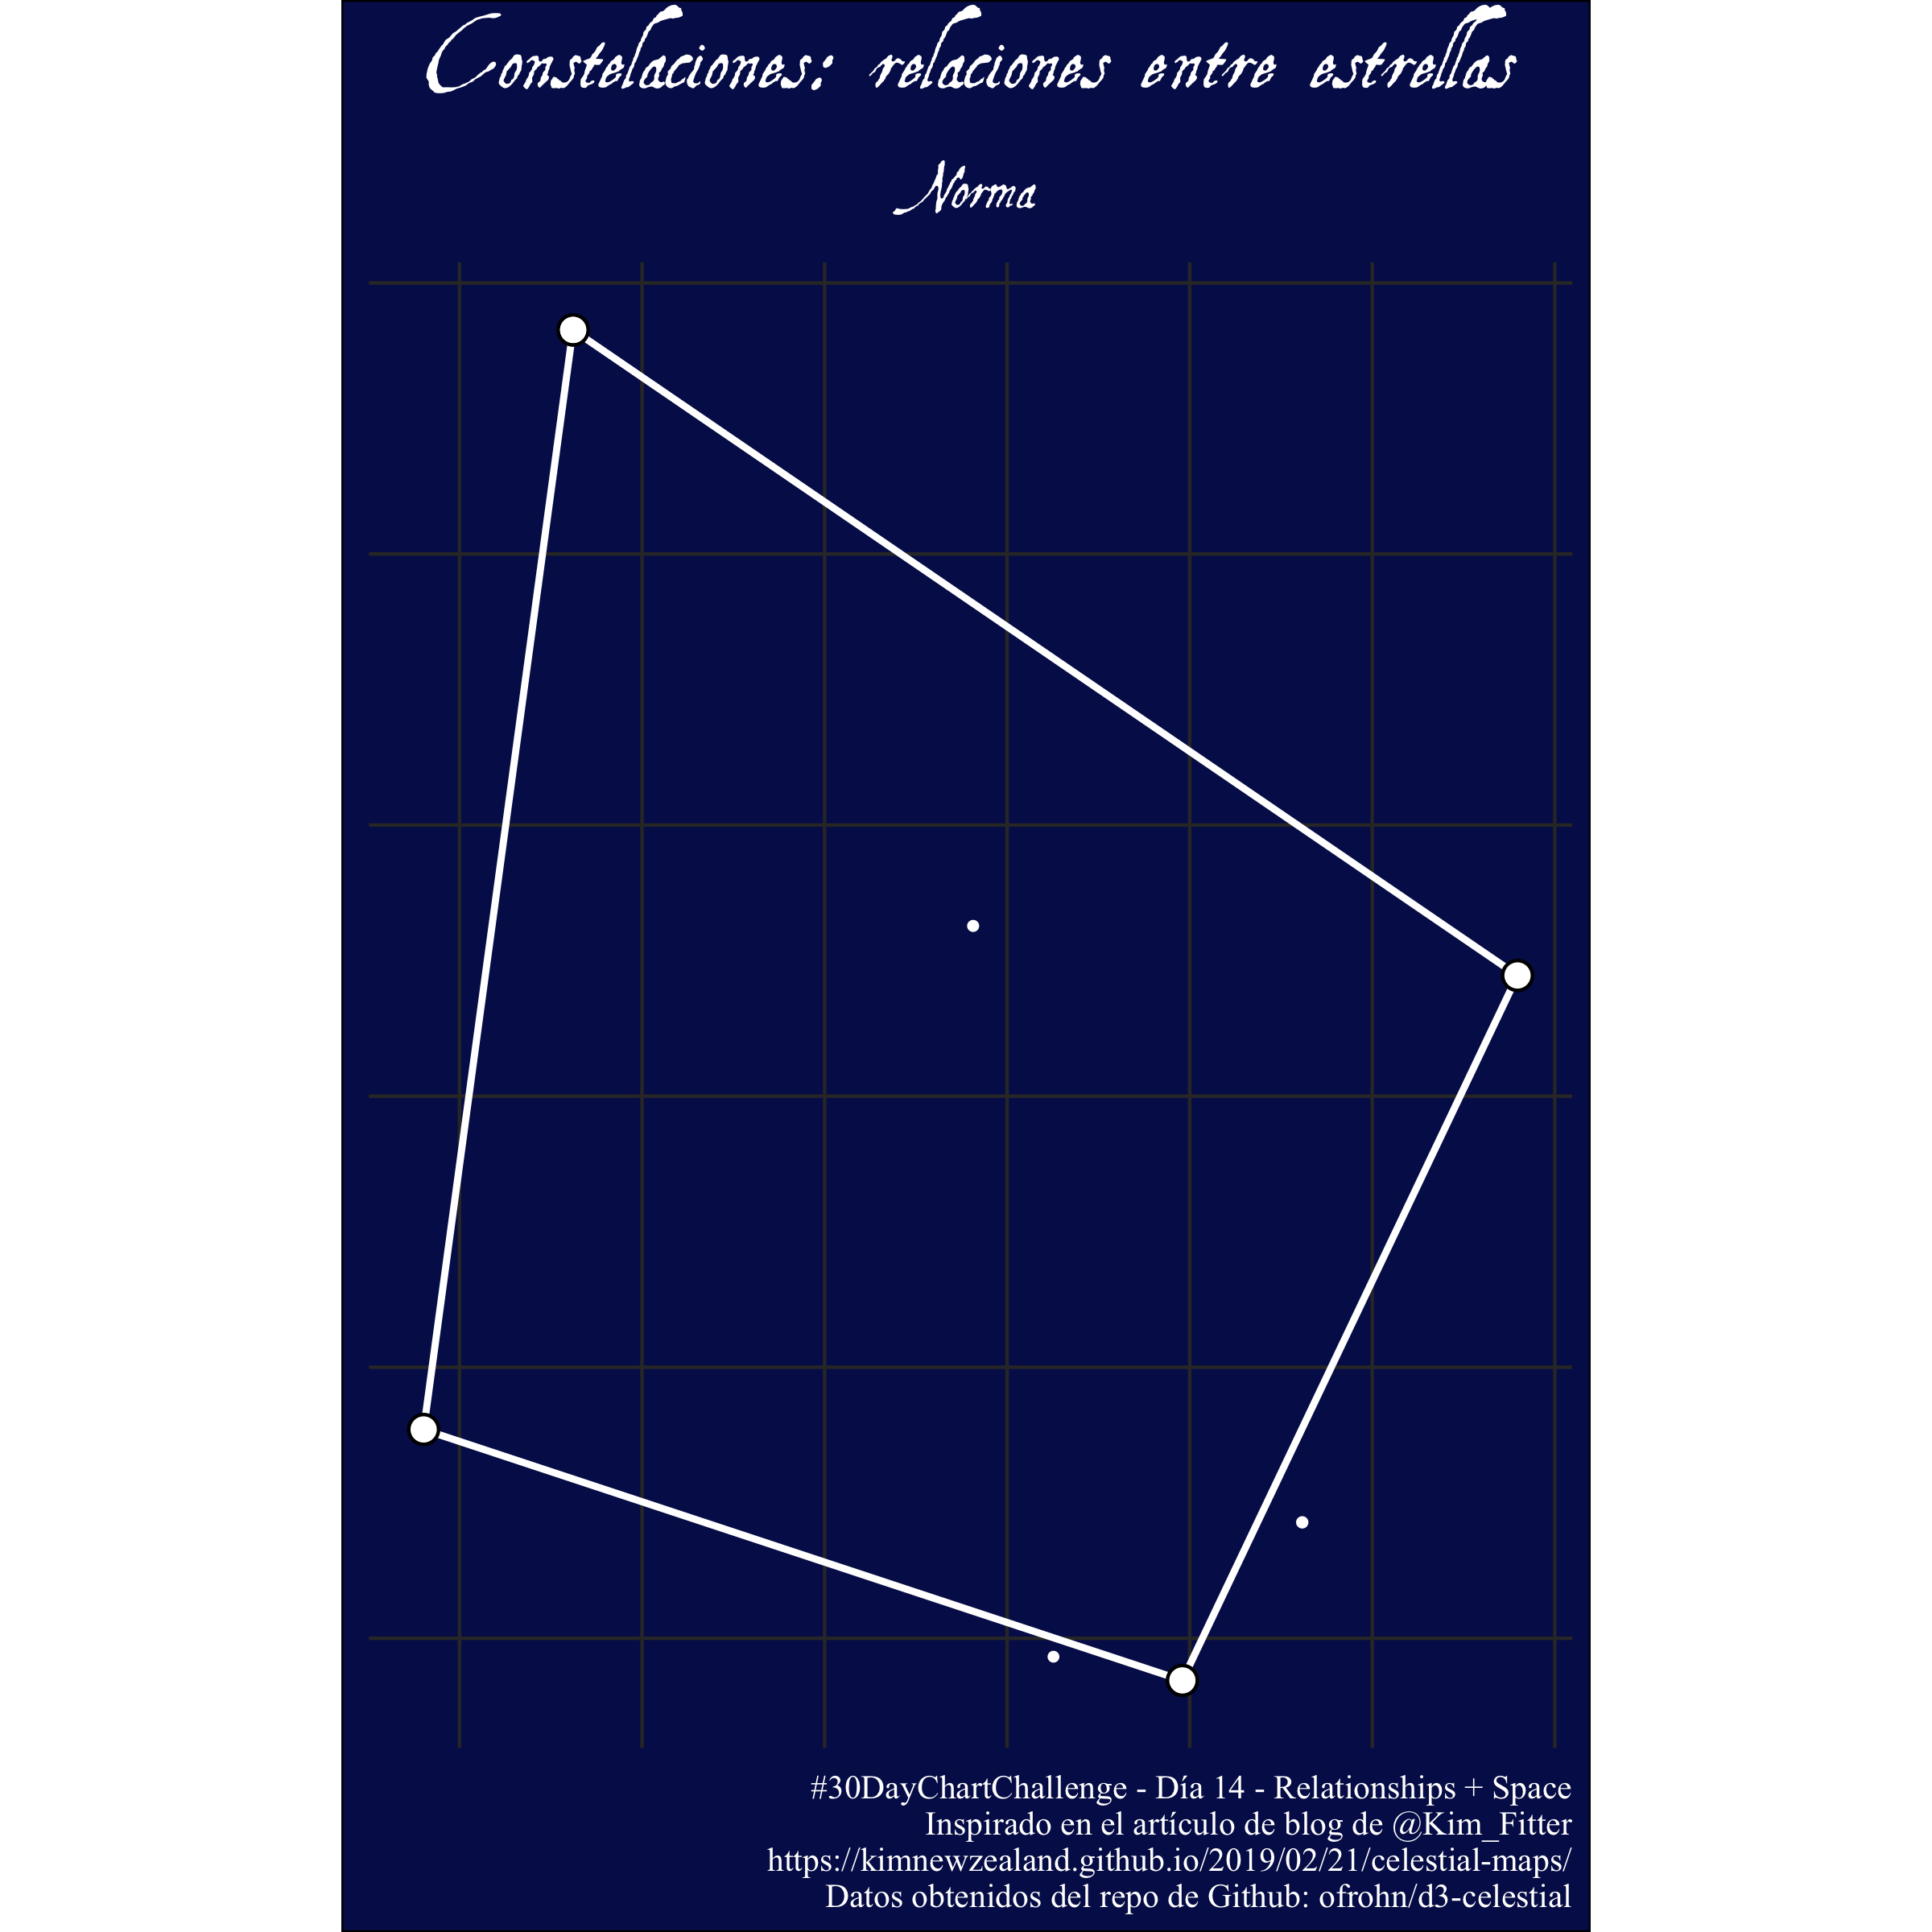 Constelaciones: relaciones entre estrellas
Norma
#30DayChartChallenge - Día 14 - Relationships + Space
Inspirado en el artículo de blog de @Kim_Fitter
https://kimnewzealand.github.io/2019/02/21/celestial-maps/
Datos obtenidos del repo de Github: ofrohn/d3-celestial